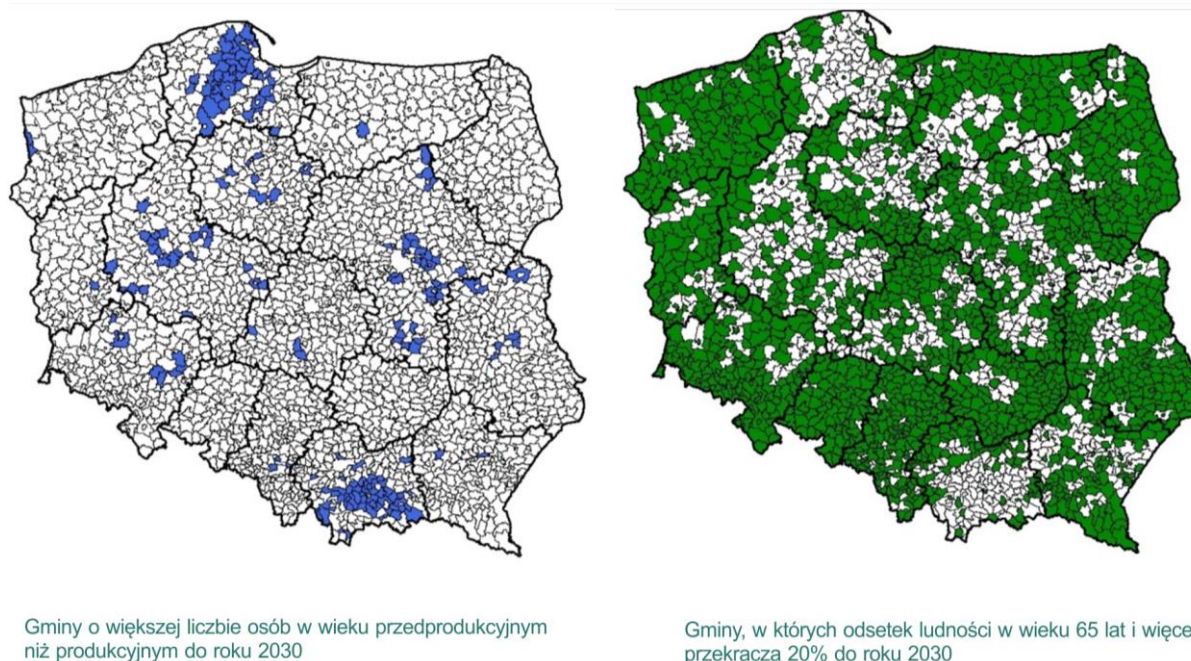 Gminy o większej liczbie osób w wieku przedprodukcyjnym
niż produkcyjnym do roku 2030
Gminy, w których odsetek ludności w wieku 65 lat i więce
przekracza 20% do roku 2030